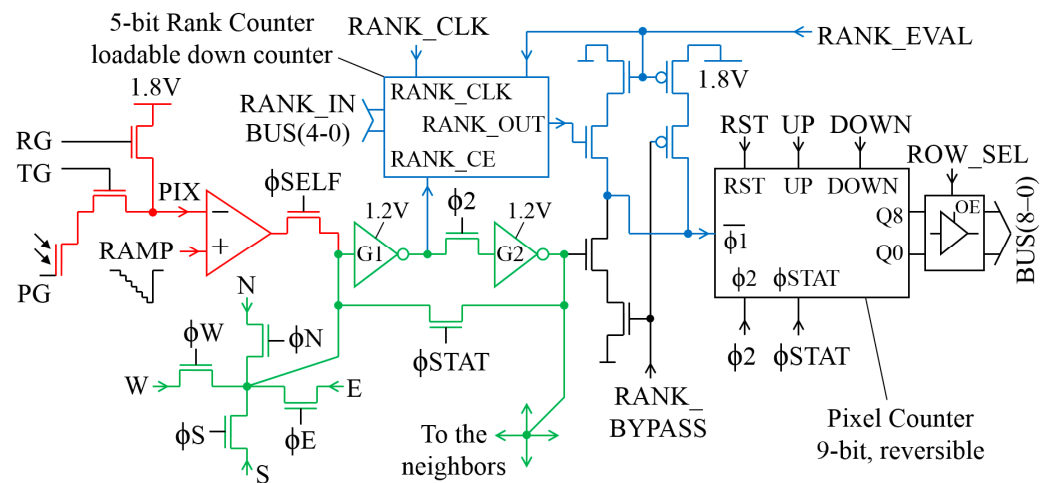 5-bit Rank Counter
loadable down counter
RANK_CLK
RANK_EVAL
1.8V
RANK_IN
BUS(4-0)
RANK_CLK
RANK_OUT
RANK_CE
1.8V
RG
TG
PIX
ϕSELF
RAMP
PG
−
+
1.2V
G1
ϕ2
1.2V
G2
RST UP DOWN
ROW_SEL
RST UP DOWN
OE
Q8
Q0
ϕ1
ϕ2 ϕSTAT
BUS(8–0)
N
ϕW
ϕN
ϕSTAT
W
E
ϕS
ϕE
S
To the
neighbors
RANK_
BYPASS
ϕ2 ϕSTAT
Pixel Counter
9-bit, reversible